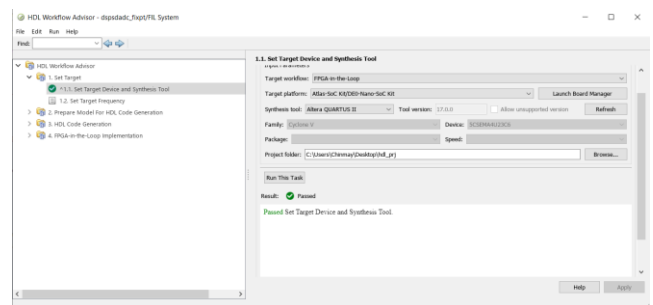 HDL Workflow Advisor - dspsdadc_fixpt/FIL System
File Edit Run Help
Find:
HDL Workflow Advisor
1. Set Target
^1.1. Set Target Device and Synthesis Tool
1.2. Set Target Frequency
2. Prepare Model For HDL Code Generation
3. HDL Code Generation
4. FPGA-in-the-Loop Implementation
1.1. Set Target Device and Synthesis Tool
Input Parameters
Target workflow: FPGA-in-the-Loop
Target platform: Atlas-SoC Kit/DE0-Nano-SoC Kit Launch Board Manager
Synthesis tool: Altera QUARTUS II Tool version: 17.0.0 Allow unsupported version Refresh
Family: Cyclone V Device: 5CSEMA4U23C6
Package: Speed:
Project folder: C:\Users\Chinmay\Desktop\hdl_prj Browse...
Run This Task
Result: Passed
Passed Set Target Device and Synthesis Tool.
Help Apply